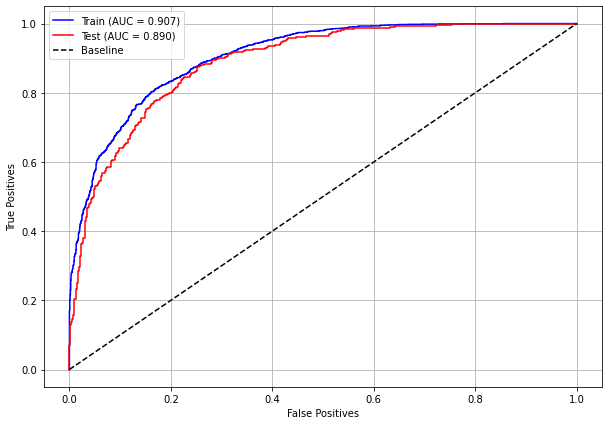 Train (AUC = 0.907)
Test (AUC = 0.890)
Baseline
1.0
0.8
0.6
0.4
0.2
0.0
True Positives
0.0 0.2 0.4 0.6 0.8 1.0
False Positives